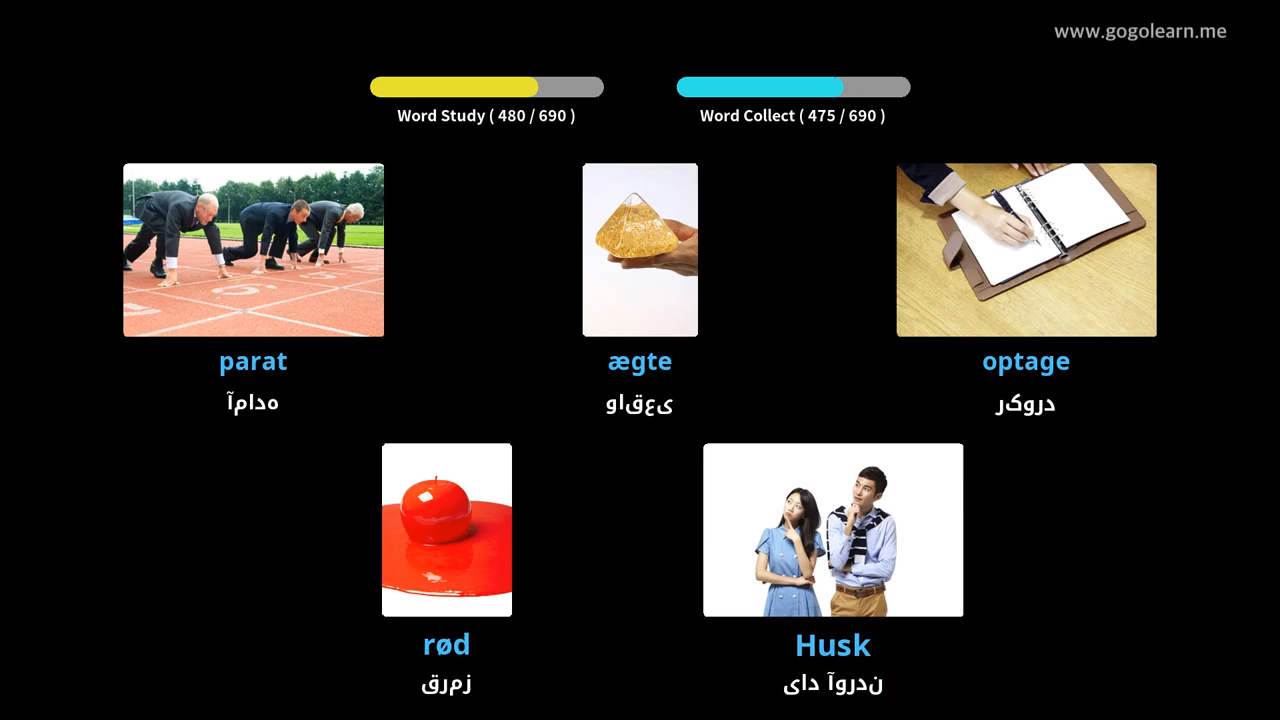 www.gogolearn.me
Word Study ( 480 / 690 )
Word Collect ( 475 / 690 )
parat
هدامآ
ægte
یعقاو
optage
دروکر
rød
زمرق
Husk
ندروآ دای